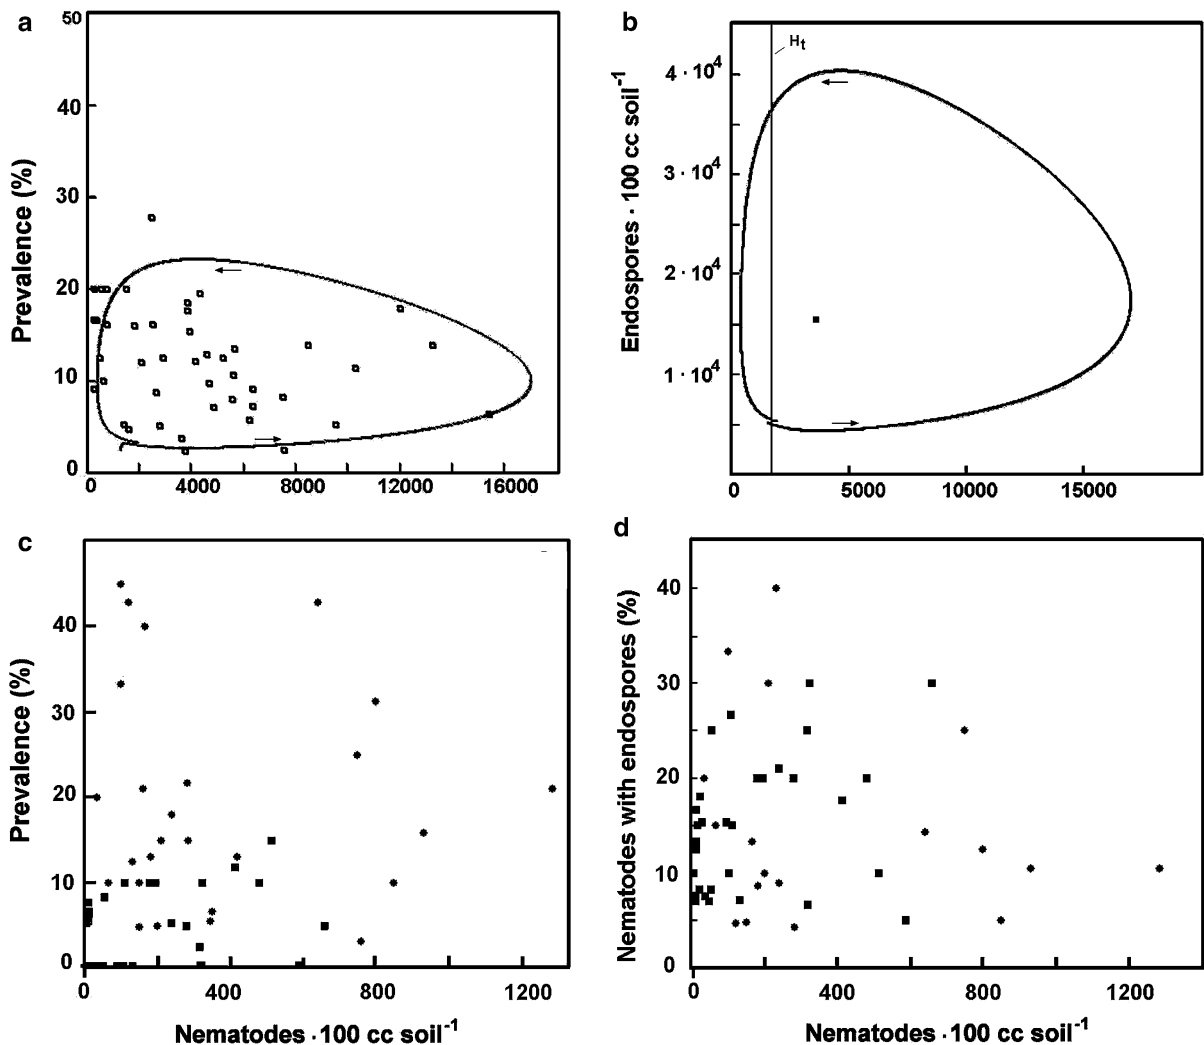 a
50
40
30
20
10
0
Prevalence (%)
0 4000 8000 12000 16000
b
Hₜ
4 · 10⁴
3 · 10⁴
2 · 10⁴
1 · 10⁴
Endospores · 100 cc soil⁻¹
0 5000 10000 15000
c
40
30
20
10
0
Prevalence (%)
0 400 800 1200
Nematodes · 100 cc soil⁻¹
d
40
30
20
10
0
Nematodes with endospores (%)
0 400 800 1200
Nematodes · 100 cc soil⁻¹